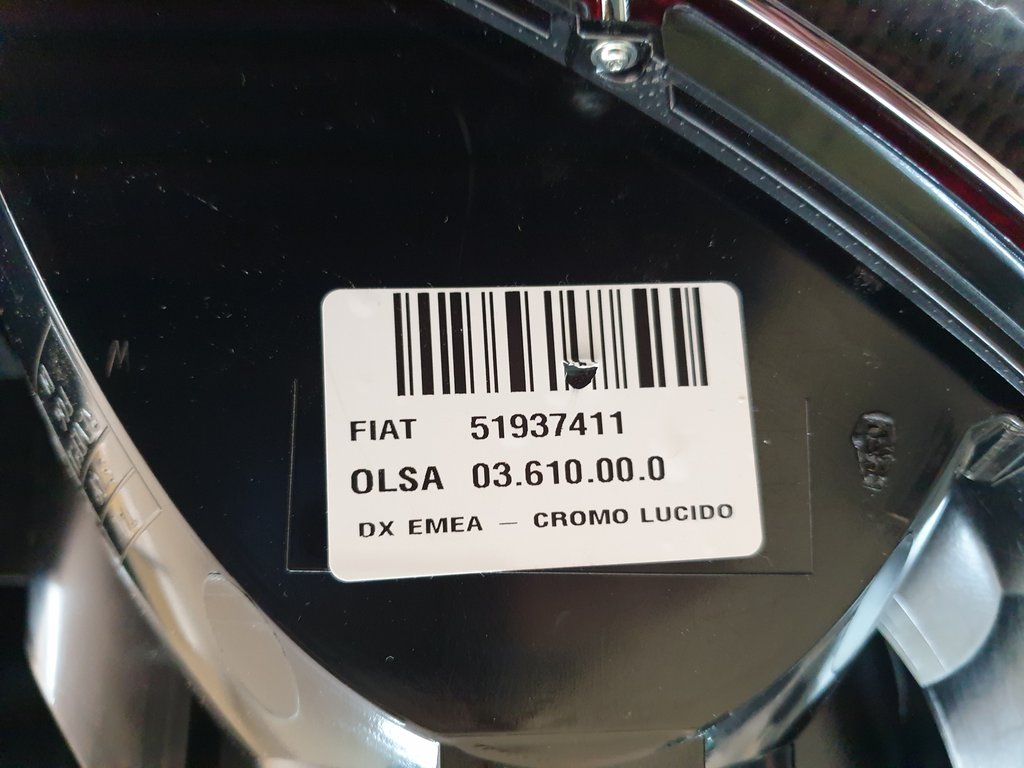 FIAT 51937411
OLSA 03.610.00.0
DX EMEA – CROMO LUCIDO